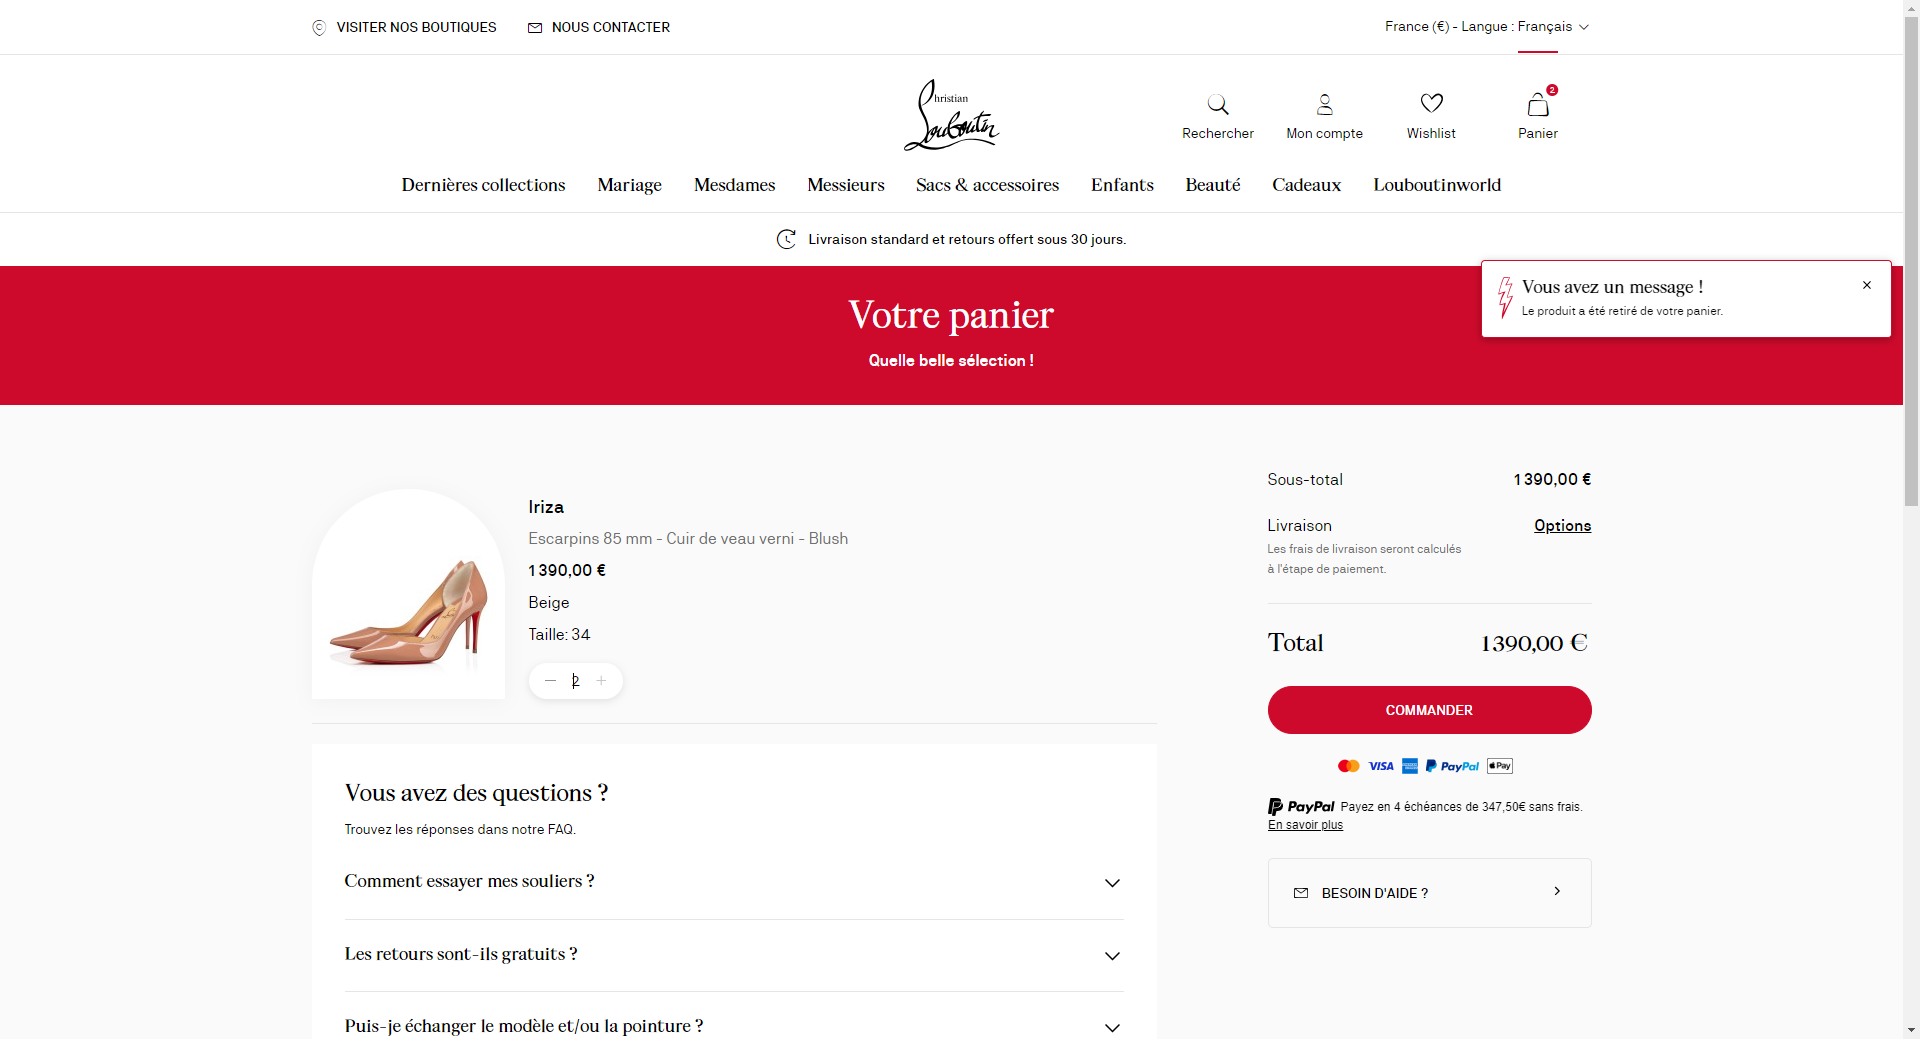 VISITER NOS BOUTIQUES
NOUS CONTACTER
France (€) - Langue : Français
Christian
Louboutin
Rechercher
Mon compte
Wishlist
2
Panier
Dernières collections
Mariage
Mesdames
Messieurs
Sacs & accessoires
Enfants
Beauté
Cadeaux
Louboutinworld
Livraison standard et retours offert sous 30 jours.
Votre panier
Quelle belle sélection !
Vous avez un message !
Le produit a été retiré de votre panier.
Iriza
Escarpins 85 mm - Cuir de veau verni - Blush
1 390,00 €
Beige
Taille: 34
2
Sous-total
1 390,00 €
Livraison
Options
Les frais de livraison seront calculés
à l'étape de paiement.
Total
1 390,00 €
COMMANDER
VISA
PayPal
Pay
PayPal Payez en 4 échéances de 347,50€ sans frais.
En savoir plus
BESOIN D'AIDE ?
Vous avez des questions ?
Trouvez les réponses dans notre FAQ.
Comment essayer mes souliers ?
Les retours sont-ils gratuits ?
Puis-je échanger le modèle et/ou la pointure ?